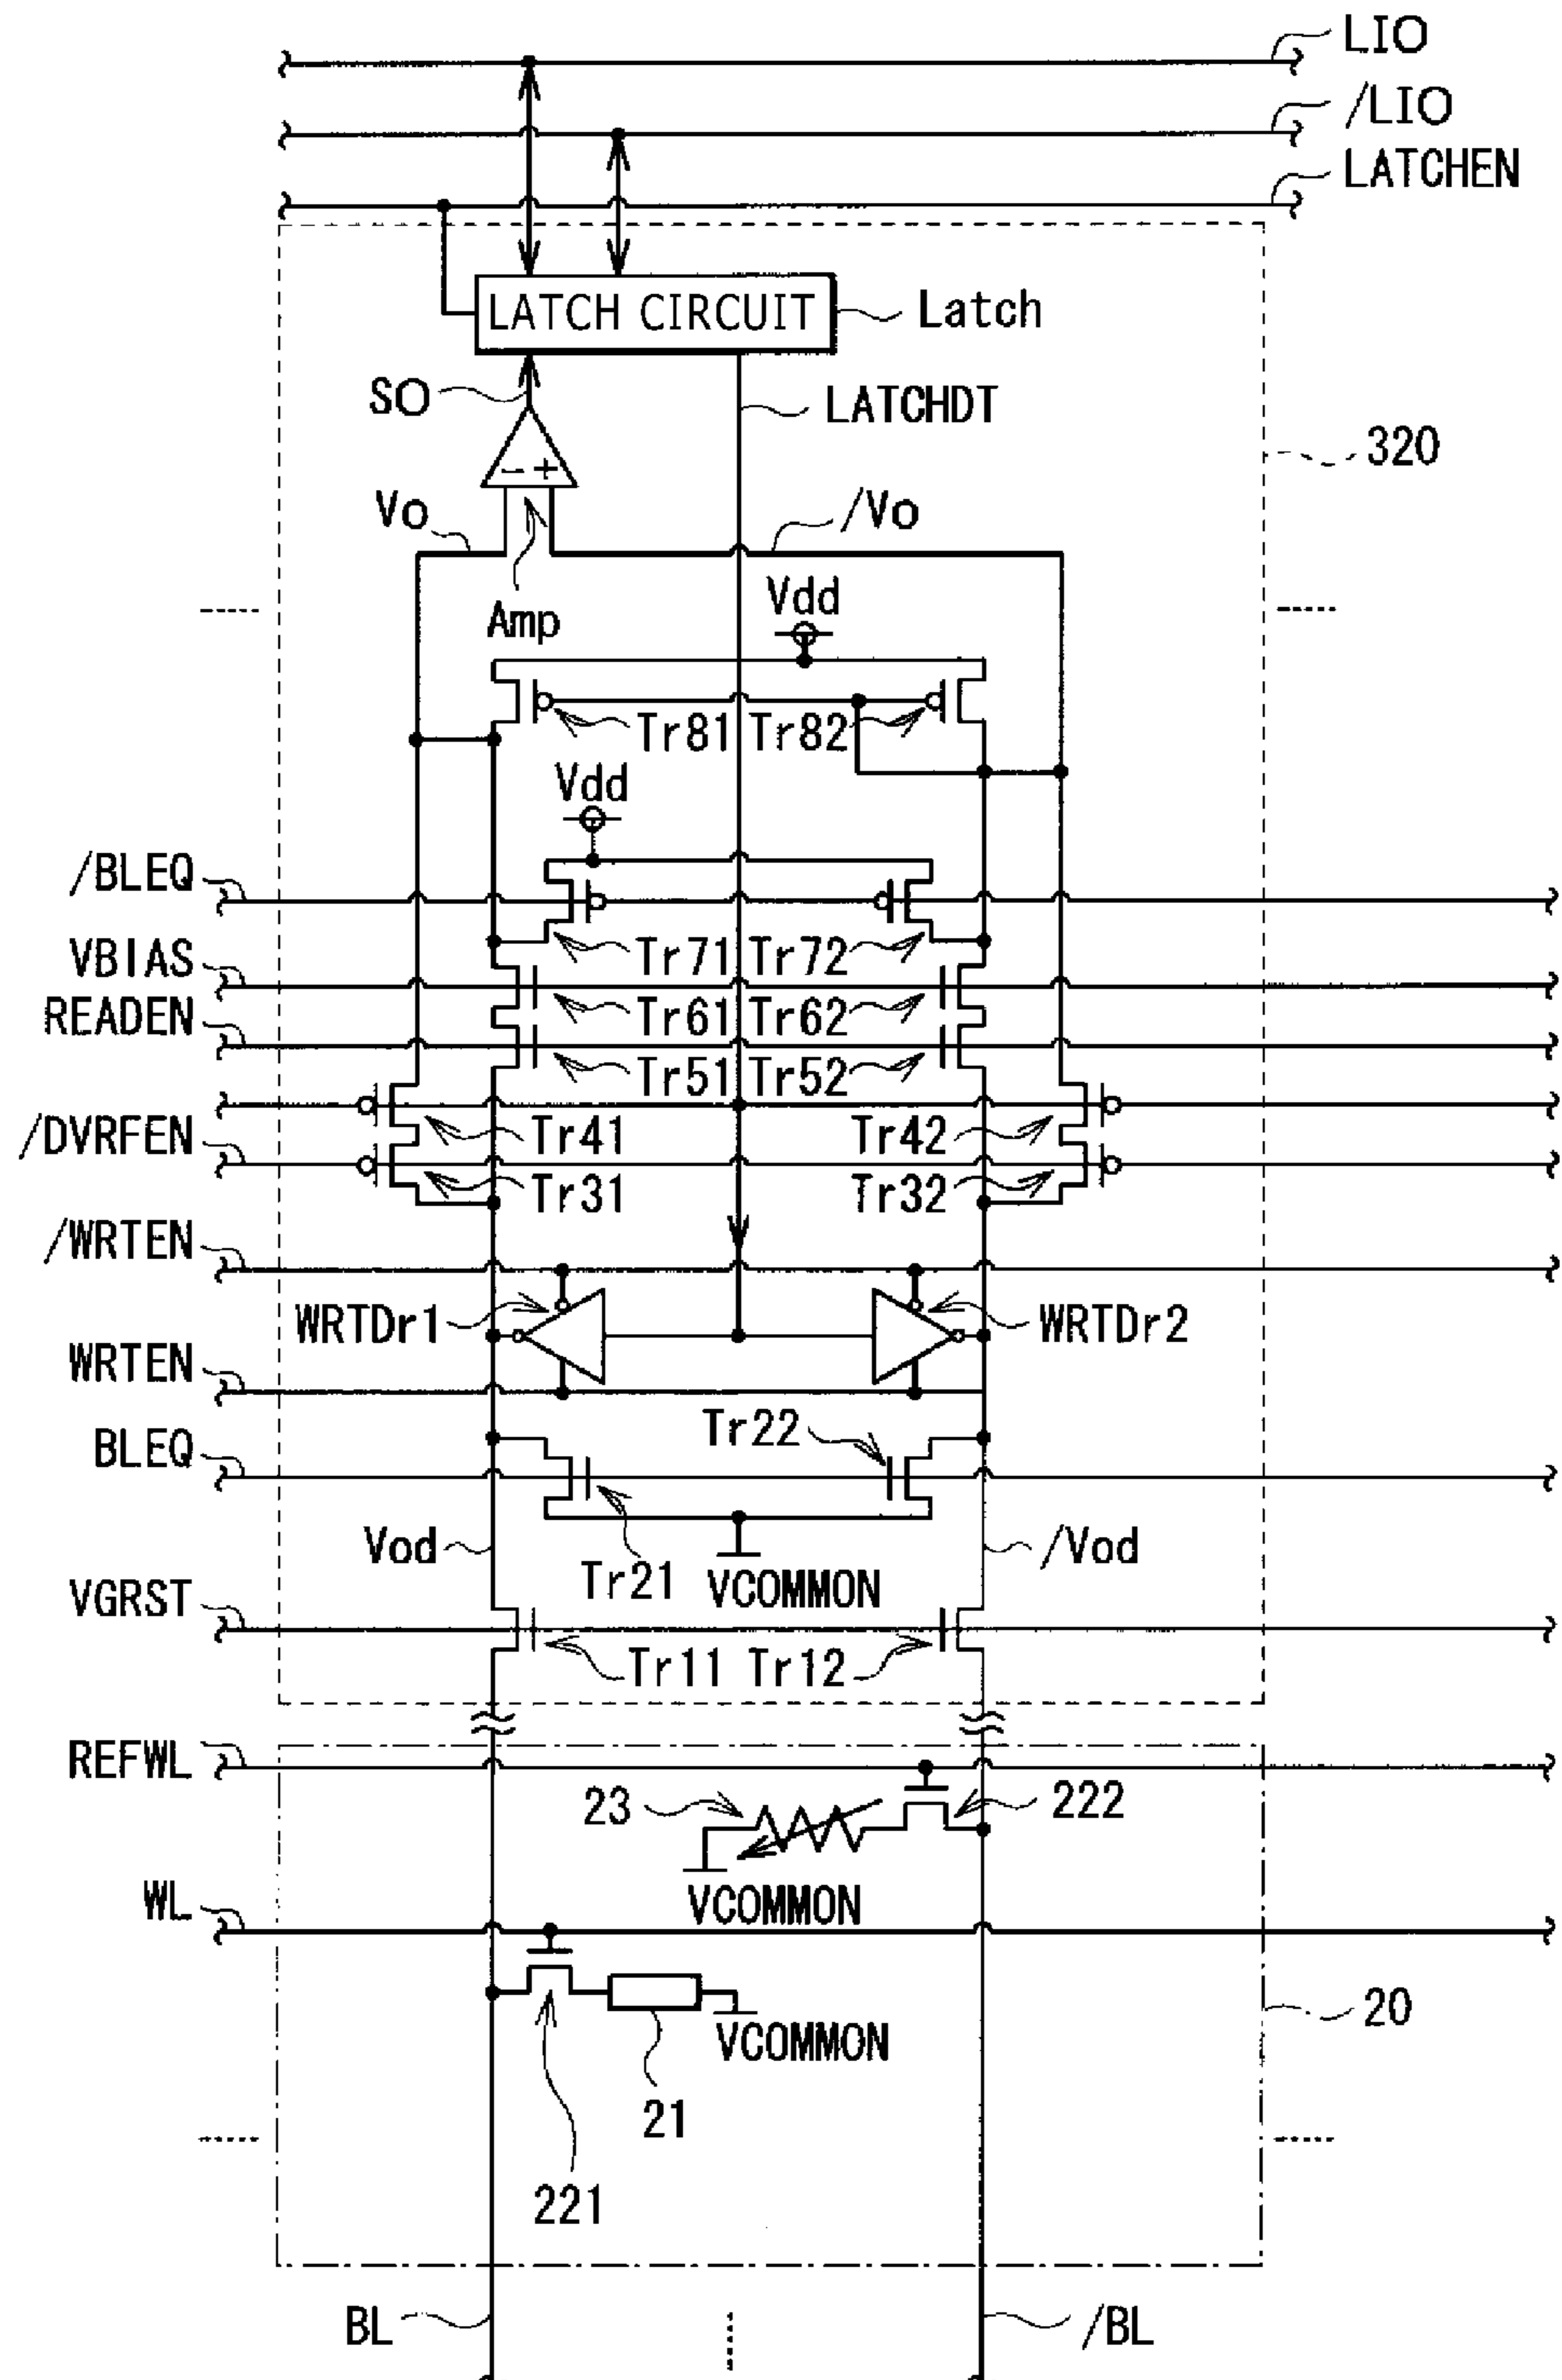 LIO
/LIO
LATCHEN
LATCH CIRCUIT
Latch
SO
LATCHDT
320
- +
Vo
/Vo
Amp
Vdd
Tr81 Tr82
Vdd
/BLEQ
Tr71 Tr72
VBIAS
Tr61 Tr62
READEN
Tr51 Tr52
Tr41 Tr42
/DVRFEN
Tr31 Tr32
/WRTEN
WRTDr1
WRTDr2
WRTEN
Tr22
BLEQ
Vod
/Vod
Tr21
VCOMMON
VGRST
Tr11 Tr12
REFWL
23
222
VCOMMON
WL
20
VCOMMON
21
221
BL
/BL